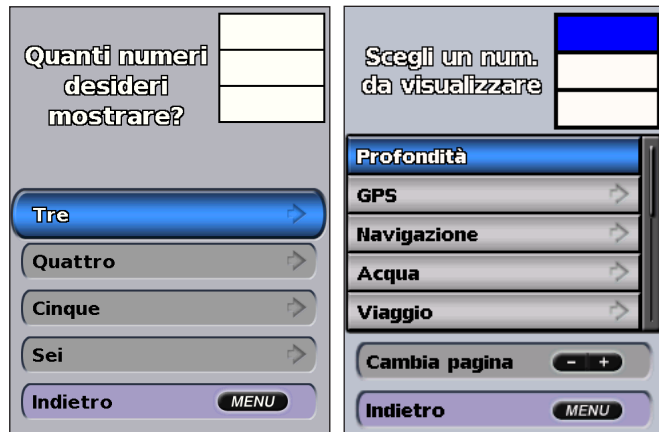 Quanti numeri
desideri
mostrare?
Tre
Quattro
Cinque
Sei
Indietro MENU
Scegli un num.
da visualizzare
Profondità
GPS
Navigazione
Acqua
Viaggio
Cambia pagina - +
Indietro MENU